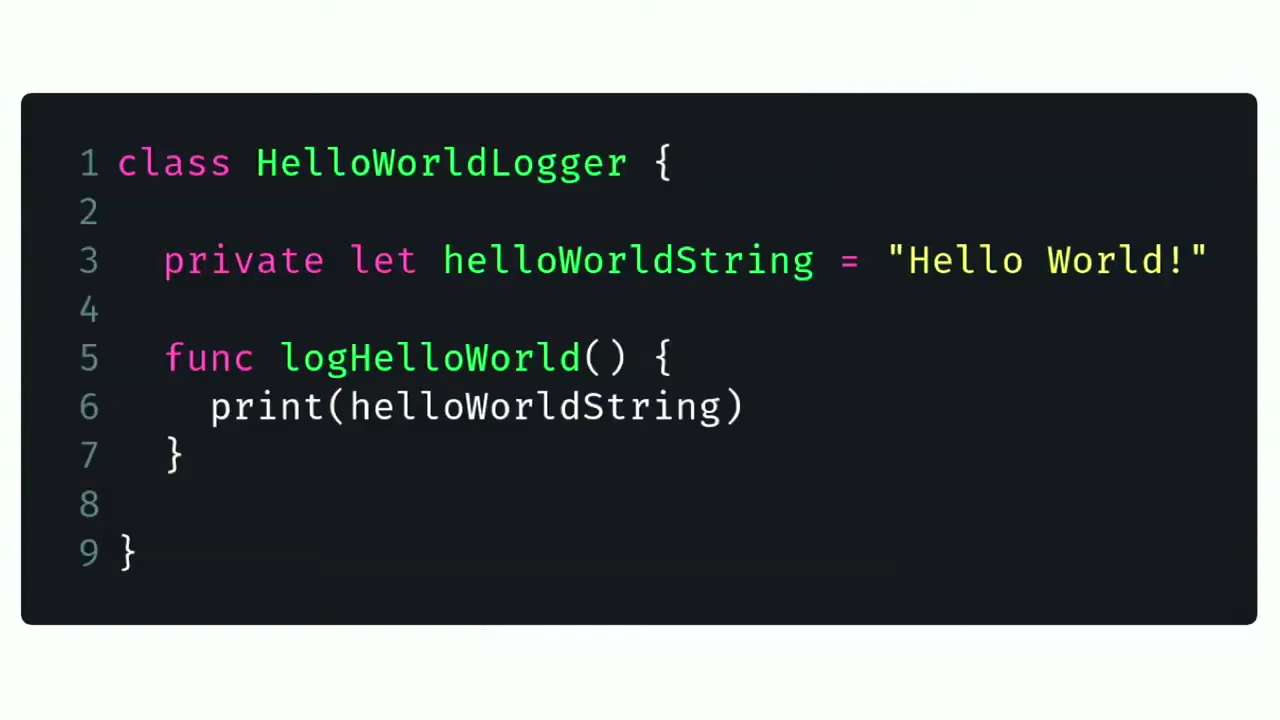 1 class HelloWorldLogger {
2
3   private let helloWorldString = "Hello World!"
4
5   func logHelloWorld() {
6     print(helloWorldString)
7   }
8
9 }